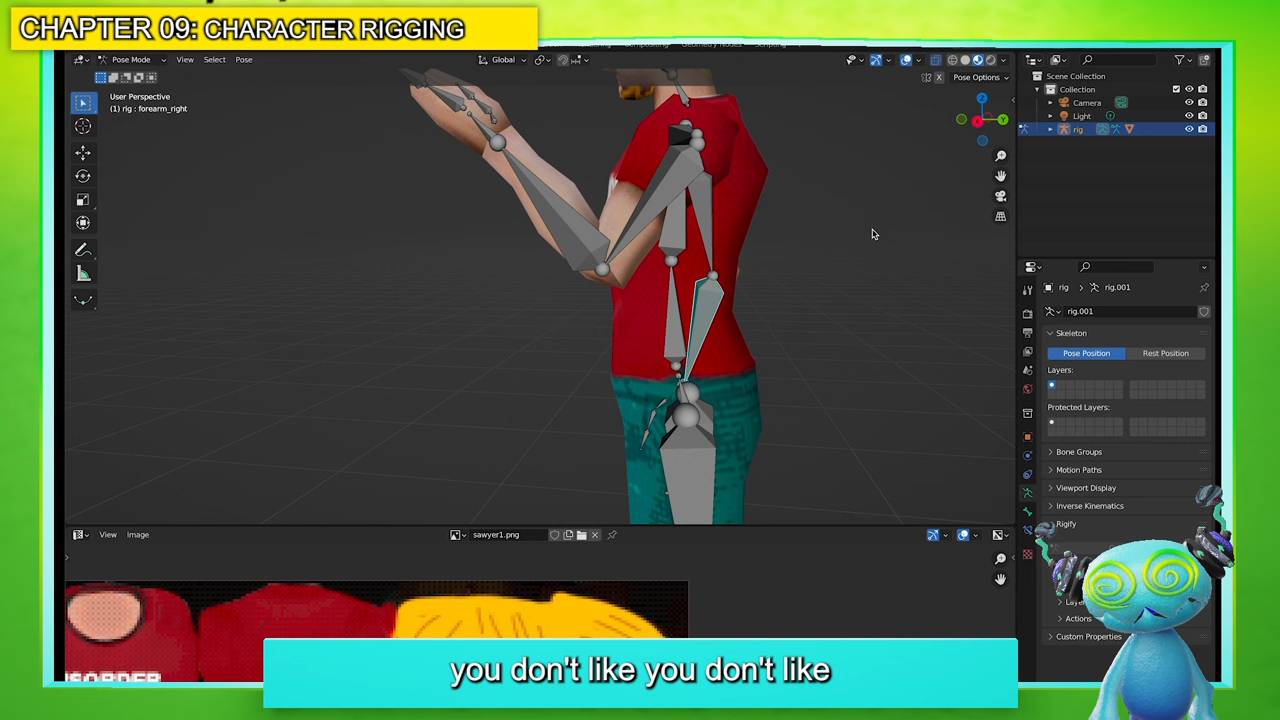 CHAPTER 09: CHARACTER RIGGING
Pose Mode View Select Pose Global
Pose Options
User Perspective
(1) rig : forearm_right
Scene Collection
Collection
Camera
Light
rig
rig rig.001
rig.001
Skeleton
Pose Position Rest Position
Layers:
Protected Layers:
Bone Groups
Motion Paths
Viewport Display
Inverse Kinematics
Rigify
Actions
Custom Properties
View Image sawyer1.png
you don't like you don't like